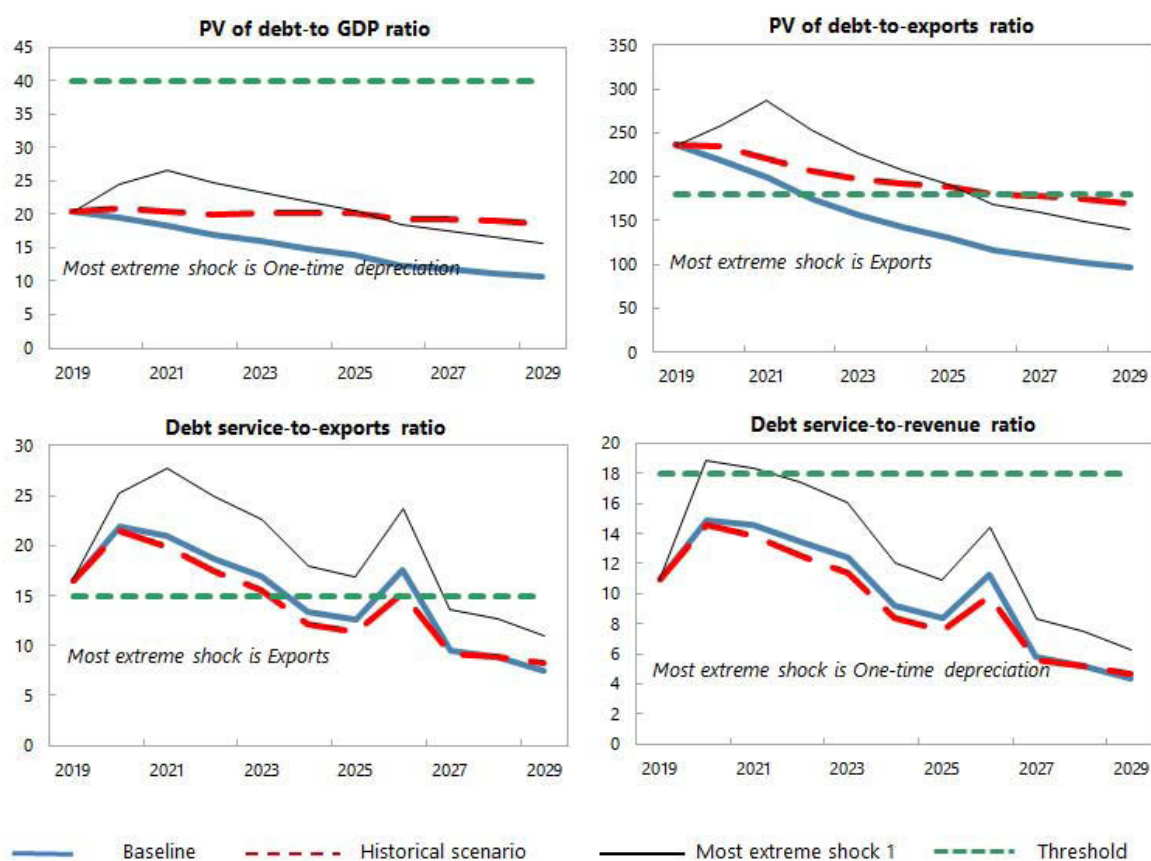 PV of debt-to GDP ratio
45
40
35
30
25
20
15
10
5
0
Most extreme shock is One-time depreciation
2019 2021 2023 2025 2027 2029
PV of debt-to-exports ratio
350
300
250
200
150
100
50
0
Most extreme shock is Exports
2019 2021 2023 2025 2027 2029
Debt service-to-exports ratio
30
25
20
15
10
5
0
Most extreme shock is Exports
2019 2021 2023 2025 2027 2029
Debt service-to-revenue ratio
20
18
16
14
12
10
8
6
4
2
0
Most extreme shock is One-time depreciation
2019 2021 2023 2025 2027 2029
Baseline Historical scenario Most extreme shock 1 Threshold